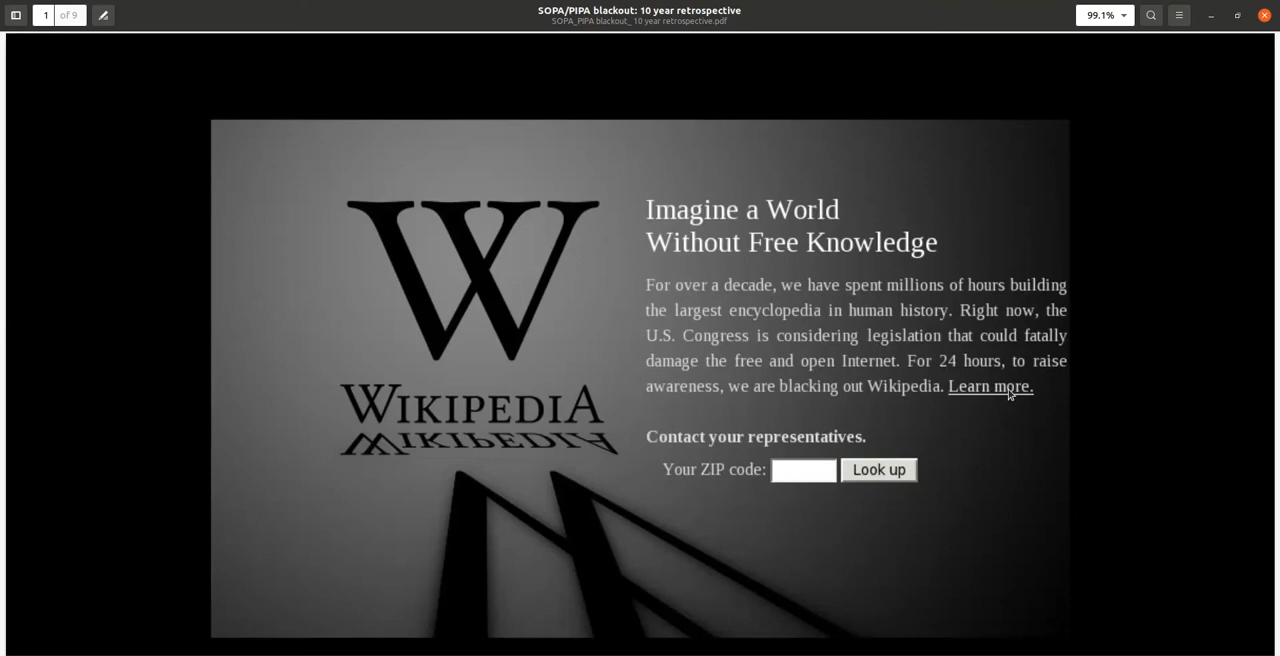 SOPA/PIPA blackout: 10 year retrospective
SOPA_PIPA blackout_ 10 year retrospective.pdf
1 of 9
99.1%
WIKIPEDIA
Imagine a World
Without Free Knowledge
For over a decade, we have spent millions of hours building
the largest encyclopedia in human history. Right now, the
U.S. Congress is considering legislation that could fatally
damage the free and open Internet. For 24 hours, to raise
awareness, we are blacking out Wikipedia. Learn more.
Contact your representatives.
Your ZIP code: Look up